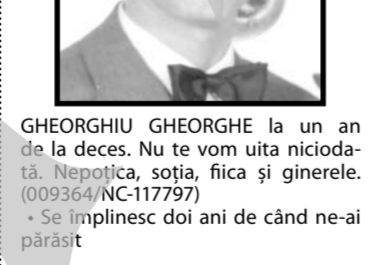 GHEORGHIU GHEORGHE la un an
de la deces. Nu te vom uita nicioda-
tă. Nepoțica, soția, fiica și ginerele.
(009364/NC-117797)
• Se împlinesc doi ani de când ne-ai
părăsit